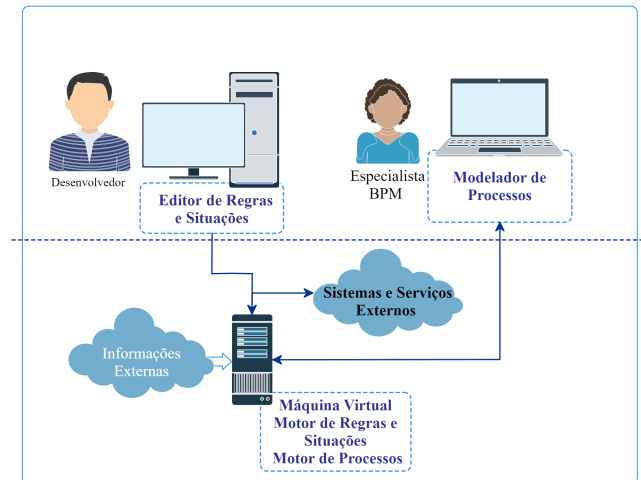 Desenvolvedor
Editor de Regras
e Situações
Especialista
BPM
Modelador de
Processos
Sistemas e Serviços
Externos
Informações
Externas
Máquina Virtual
Motor de Regras e
Situações
Motor de Processos